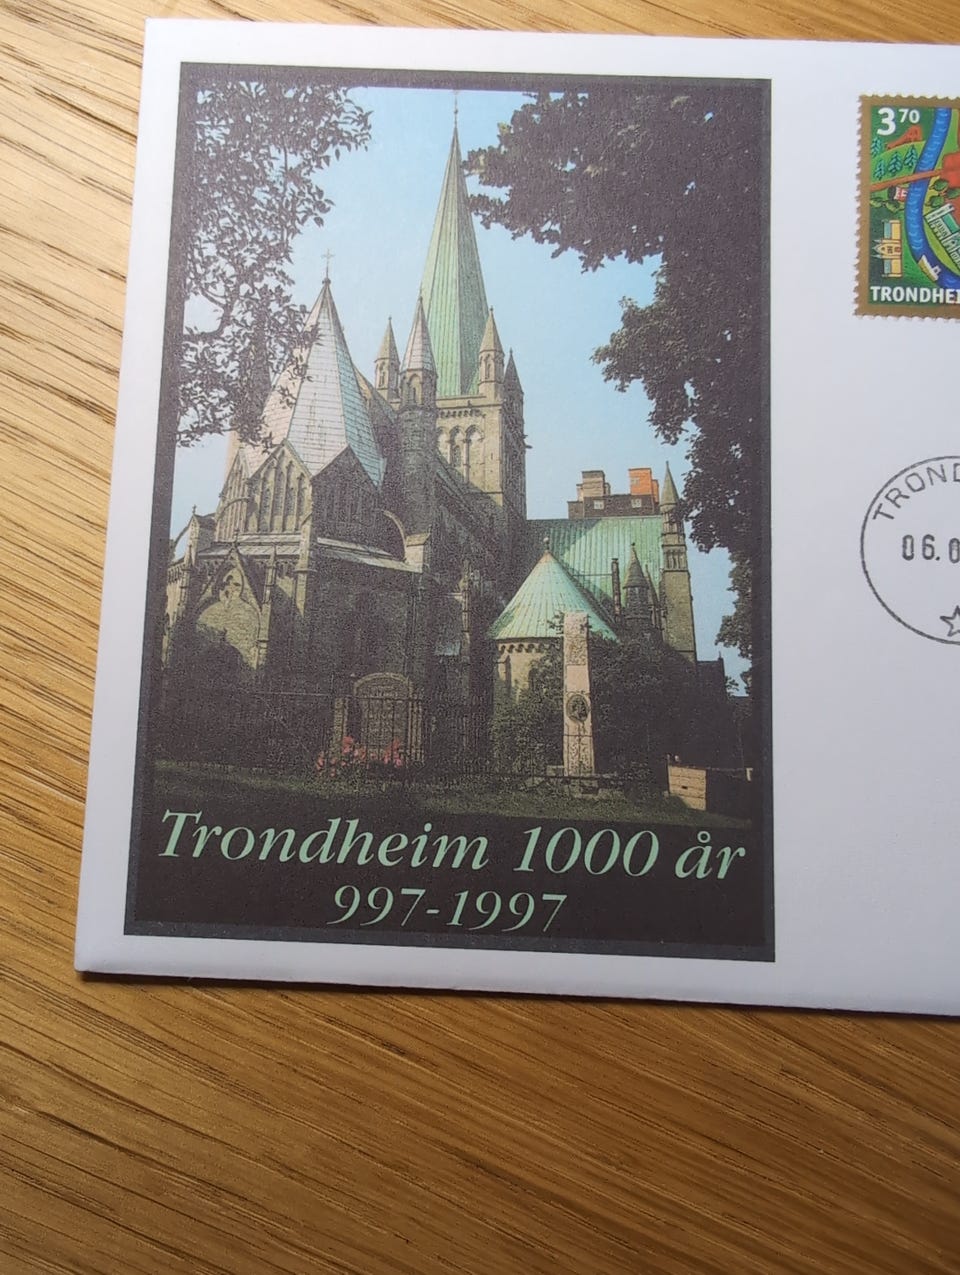 3 70
TRONDHEI
TROND
06.0
Trondheim 1000 år
997-1997